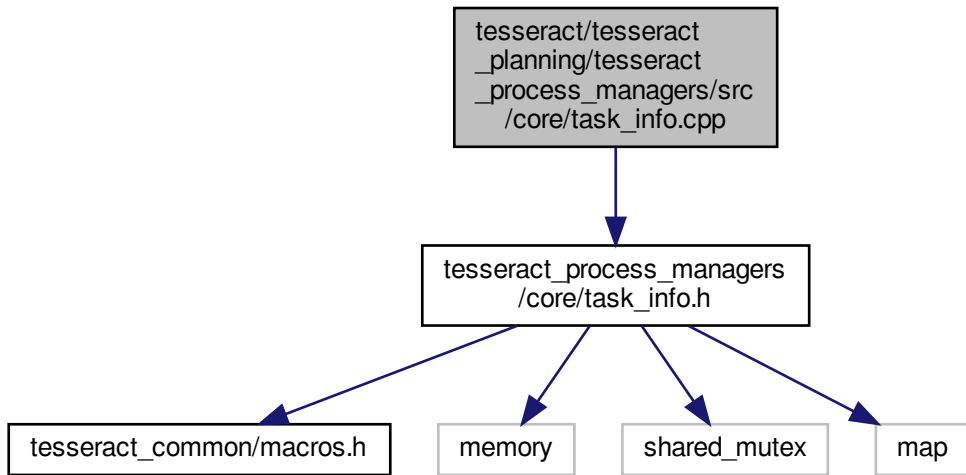 tesseract/tesseract
_planning/tesseract
_process_managers/src
/core/task_info.cpp
tesseract_process_managers
/core/task_info.h
tesseract_common/macros.h
memory
shared_mutex
map